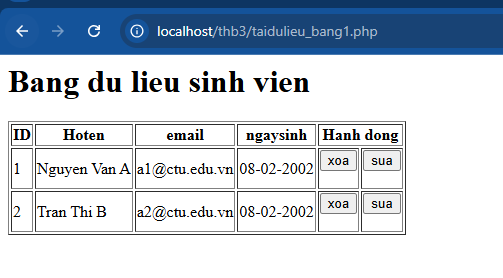 localhost/thb3/taidulieu_bang1.php
Bang du lieu sinh vien
ID Hoten email ngaysinh Hanh dong
1 Nguyen Van A a1@ctu.edu.vn 08-02-2002 xoa sua
2 Tran Thi B a2@ctu.edu.vn 08-02-2002 xoa sua